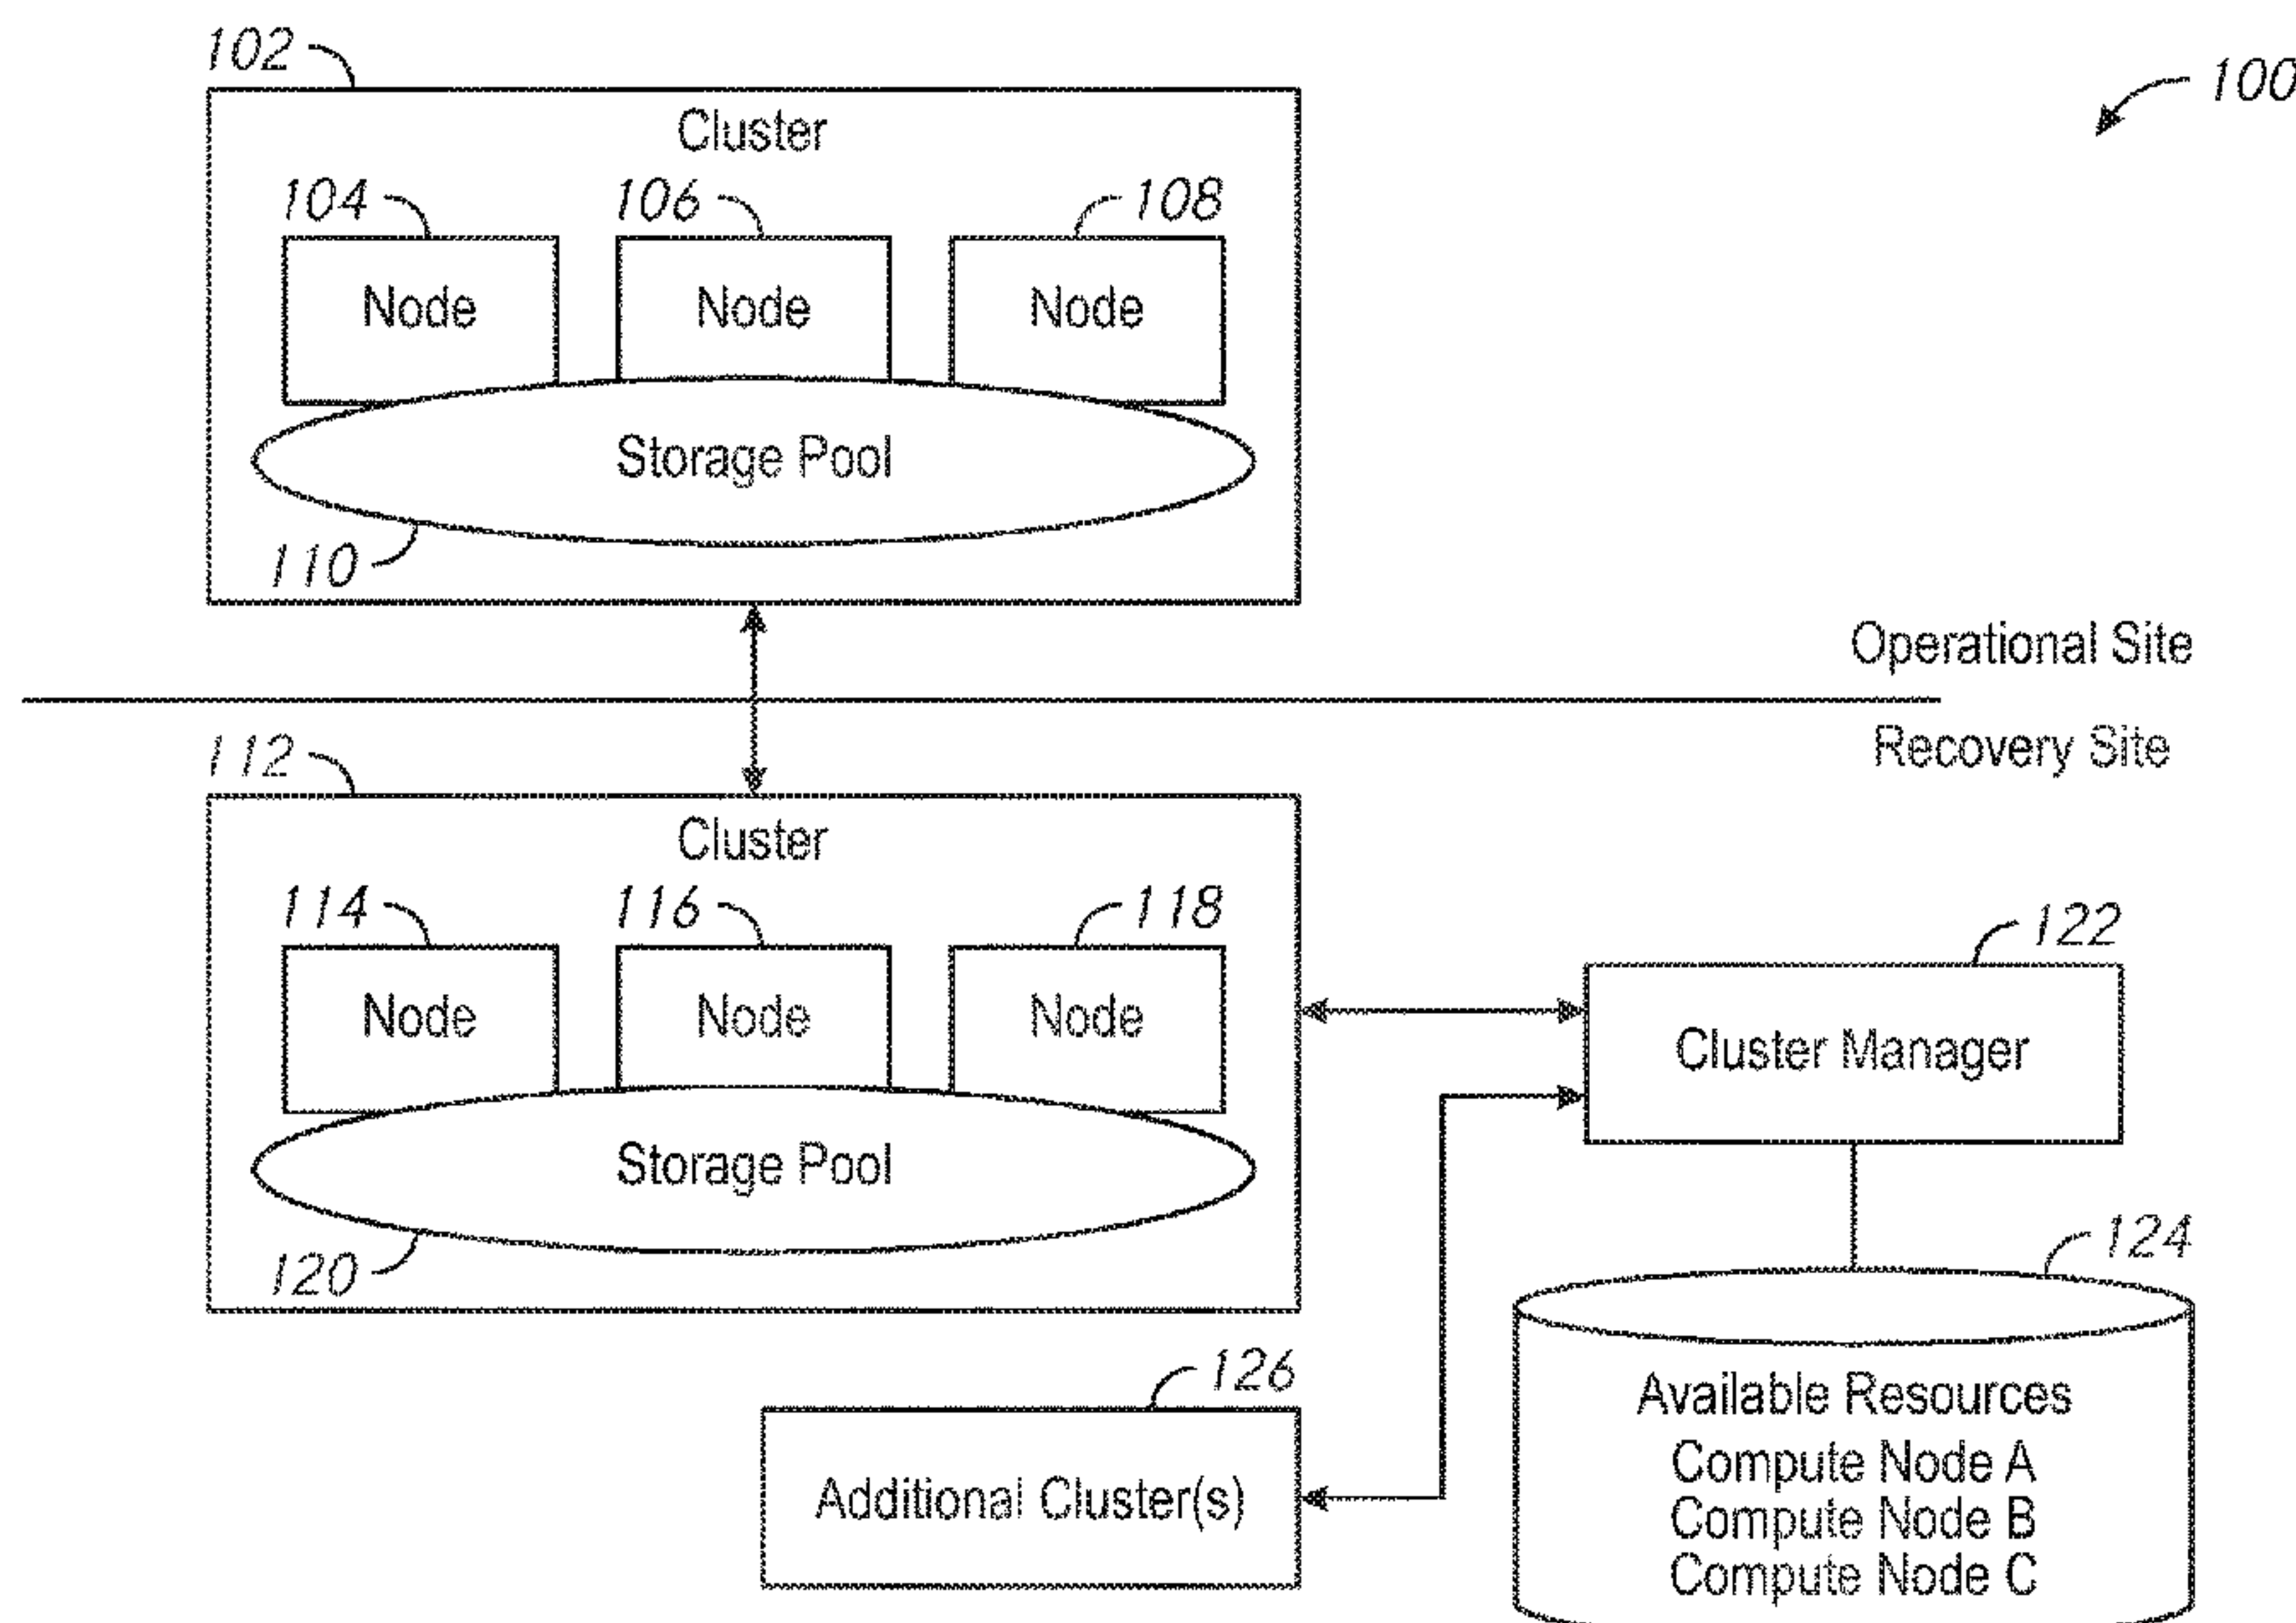 102
100
Cluster
104
106
108
Node
Node
Node
Storage Pool
110
Operational Site
Recovery Site
112
Cluster
114
116
118
122
Node
Node
Node
Cluster Manager
Storage Pool
120
124
126
Available Resources
Additional Cluster(s)
Compute Node A
Compute Node B
Compute Node C